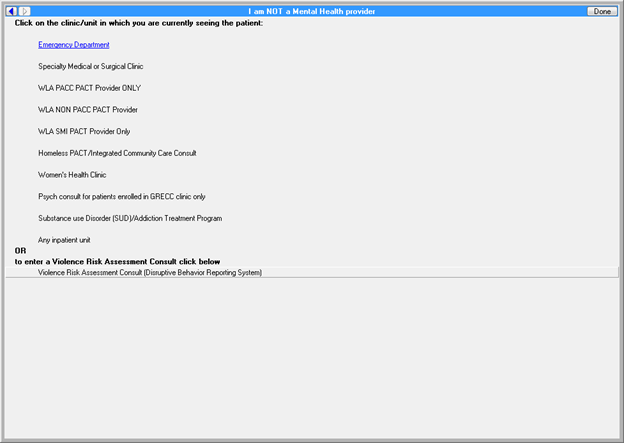 I am NOT a Mental Health provider
Done
Click on the clinic/unit in which you are currently seeing the patient:
Emergency Department
Specialty Medical or Surgical Clinic
WLA PACC PACT Provider ONLY
WLA NON PACC PACT Provider
WLA SMI PACT Provider Only
Homeless PACT/Integrated Community Care Consult
Women's Health Clinic
Psych consult for patients enrolled in GRECC clinic only
Substance use Disorder (SUD)/Addiction Treatment Program
Any inpatient unit
OR
to enter a Violence Risk Assessment Consult click below
Violence Risk Assessment Consult (Disruptive Behavior Reporting System)